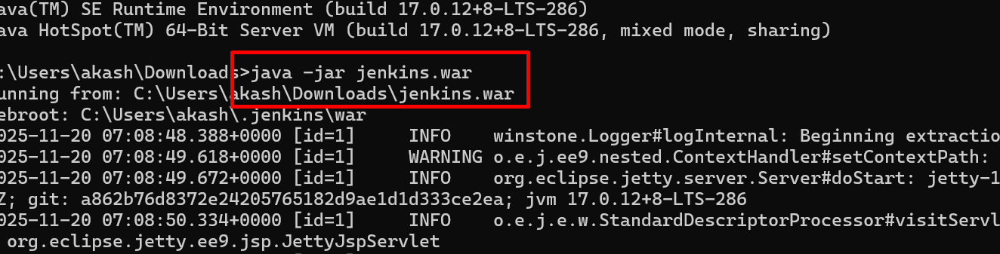 ava(TM) SE Runtime Environment (build 17.0.12+8-LTS-286)
ava HotSpot(TM) 64-Bit Server VM (build 17.0.12+8-LTS-286, mixed mode, sharing)
:\Users\akash\Downloads>java -jar jenkins.war
unning from: C:\Users\akash\Downloads\jenkins.war
ebroot: C:\Users\akash\.jenkins\war
025-11-20 07:08:48.388+0000 [id=1] INFO winstone.Logger#logInternal: Beginning extractio
025-11-20 07:08:49.618+0000 [id=1] WARNING o.e.j.ee9.nested.ContextHandler#setContextPath:
025-11-20 07:08:49.672+0000 [id=1] INFO org.eclipse.jetty.server.Server#doStart: jetty-1
Z; git: a862b76d8372e24205765182d9ae1d1d333ce2ea; jvm 17.0.12+8-LTS-286
025-11-20 07:08:50.334+0000 [id=1] INFO o.e.j.e.w.StandardDescriptorProcessor#visitServl
org.eclipse.jetty.ee9.jsp.JettyJspServlet